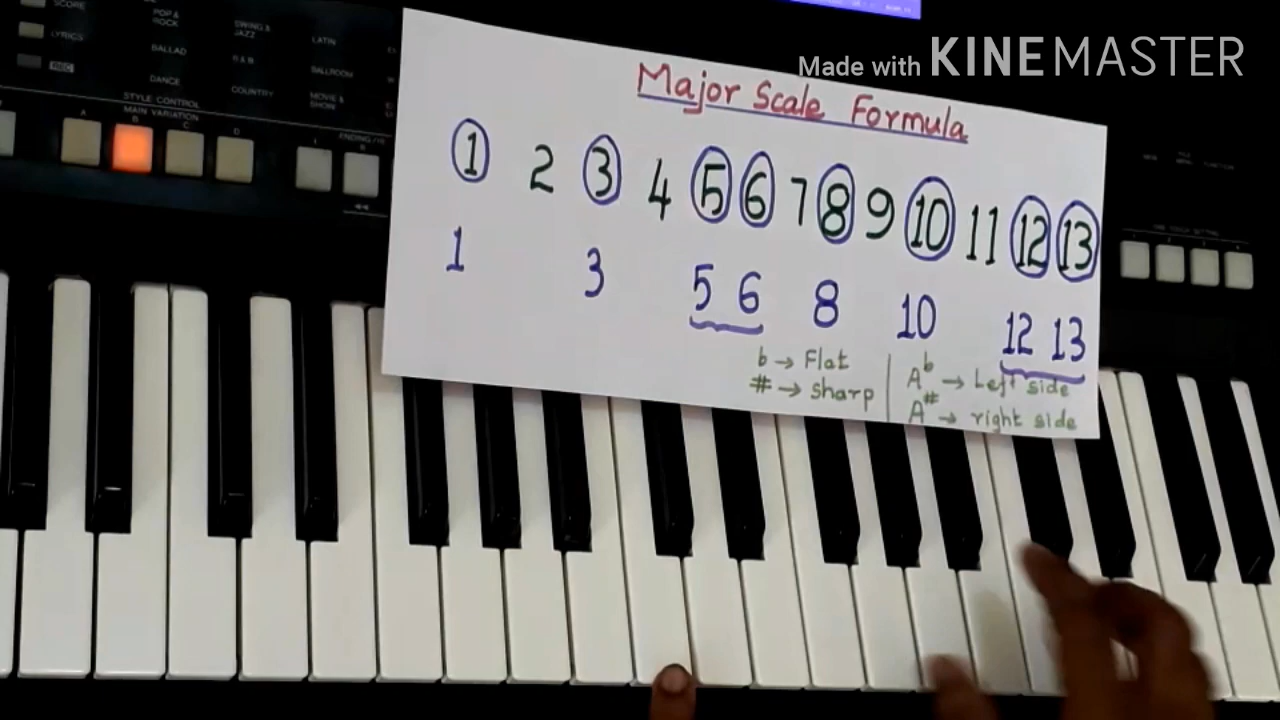 SCORE
POP & ROCK
SWING & JAZZ
LATIN
LYRICS
BALLAD
R & B
BALLROOM
REC
DANCE
COUNTRY
MOVIE & SHOW
STYLE CONTROL
MAIN VARIATION
A B C D
Made with KINEMASTER
Major Scale Formula
1 2 3 4 5 6 7 8 9 10 11 12 13
1 3 5 6 8 10 12 13
b → Flat
# → sharp
A♭ → Left side
A# → right side